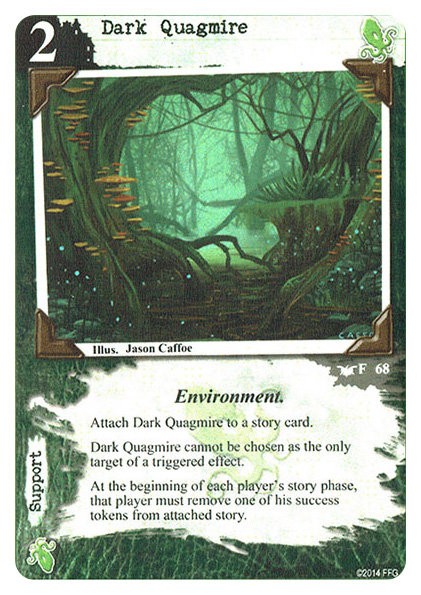 2
Dark Quagmire
Illus. Jason Caffoe
F 68
Environment.
Attach Dark Quagmire to a story card.
Dark Quagmire cannot be chosen as the only
target of a triggered effect.
At the beginning of each player's story phase,
that player must remove one of his success
tokens from attached story.
Support
©2014 FFG